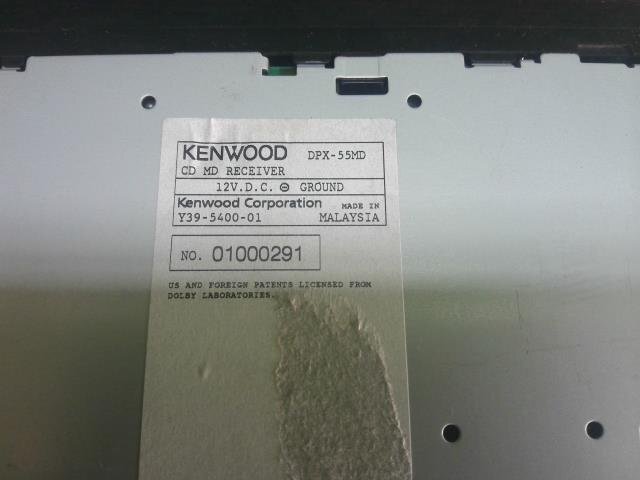 KENWOOD DPX-55MD
CD MD RECEIVER
12V.D.C. ⊖ GROUND
Kenwood Corporation MADE IN
Y39-5400-01 MALAYSIA
NO. 01000291
US AND FOREIGN PATENTS LICENSED FROM
DOLBY LABORATORIES.